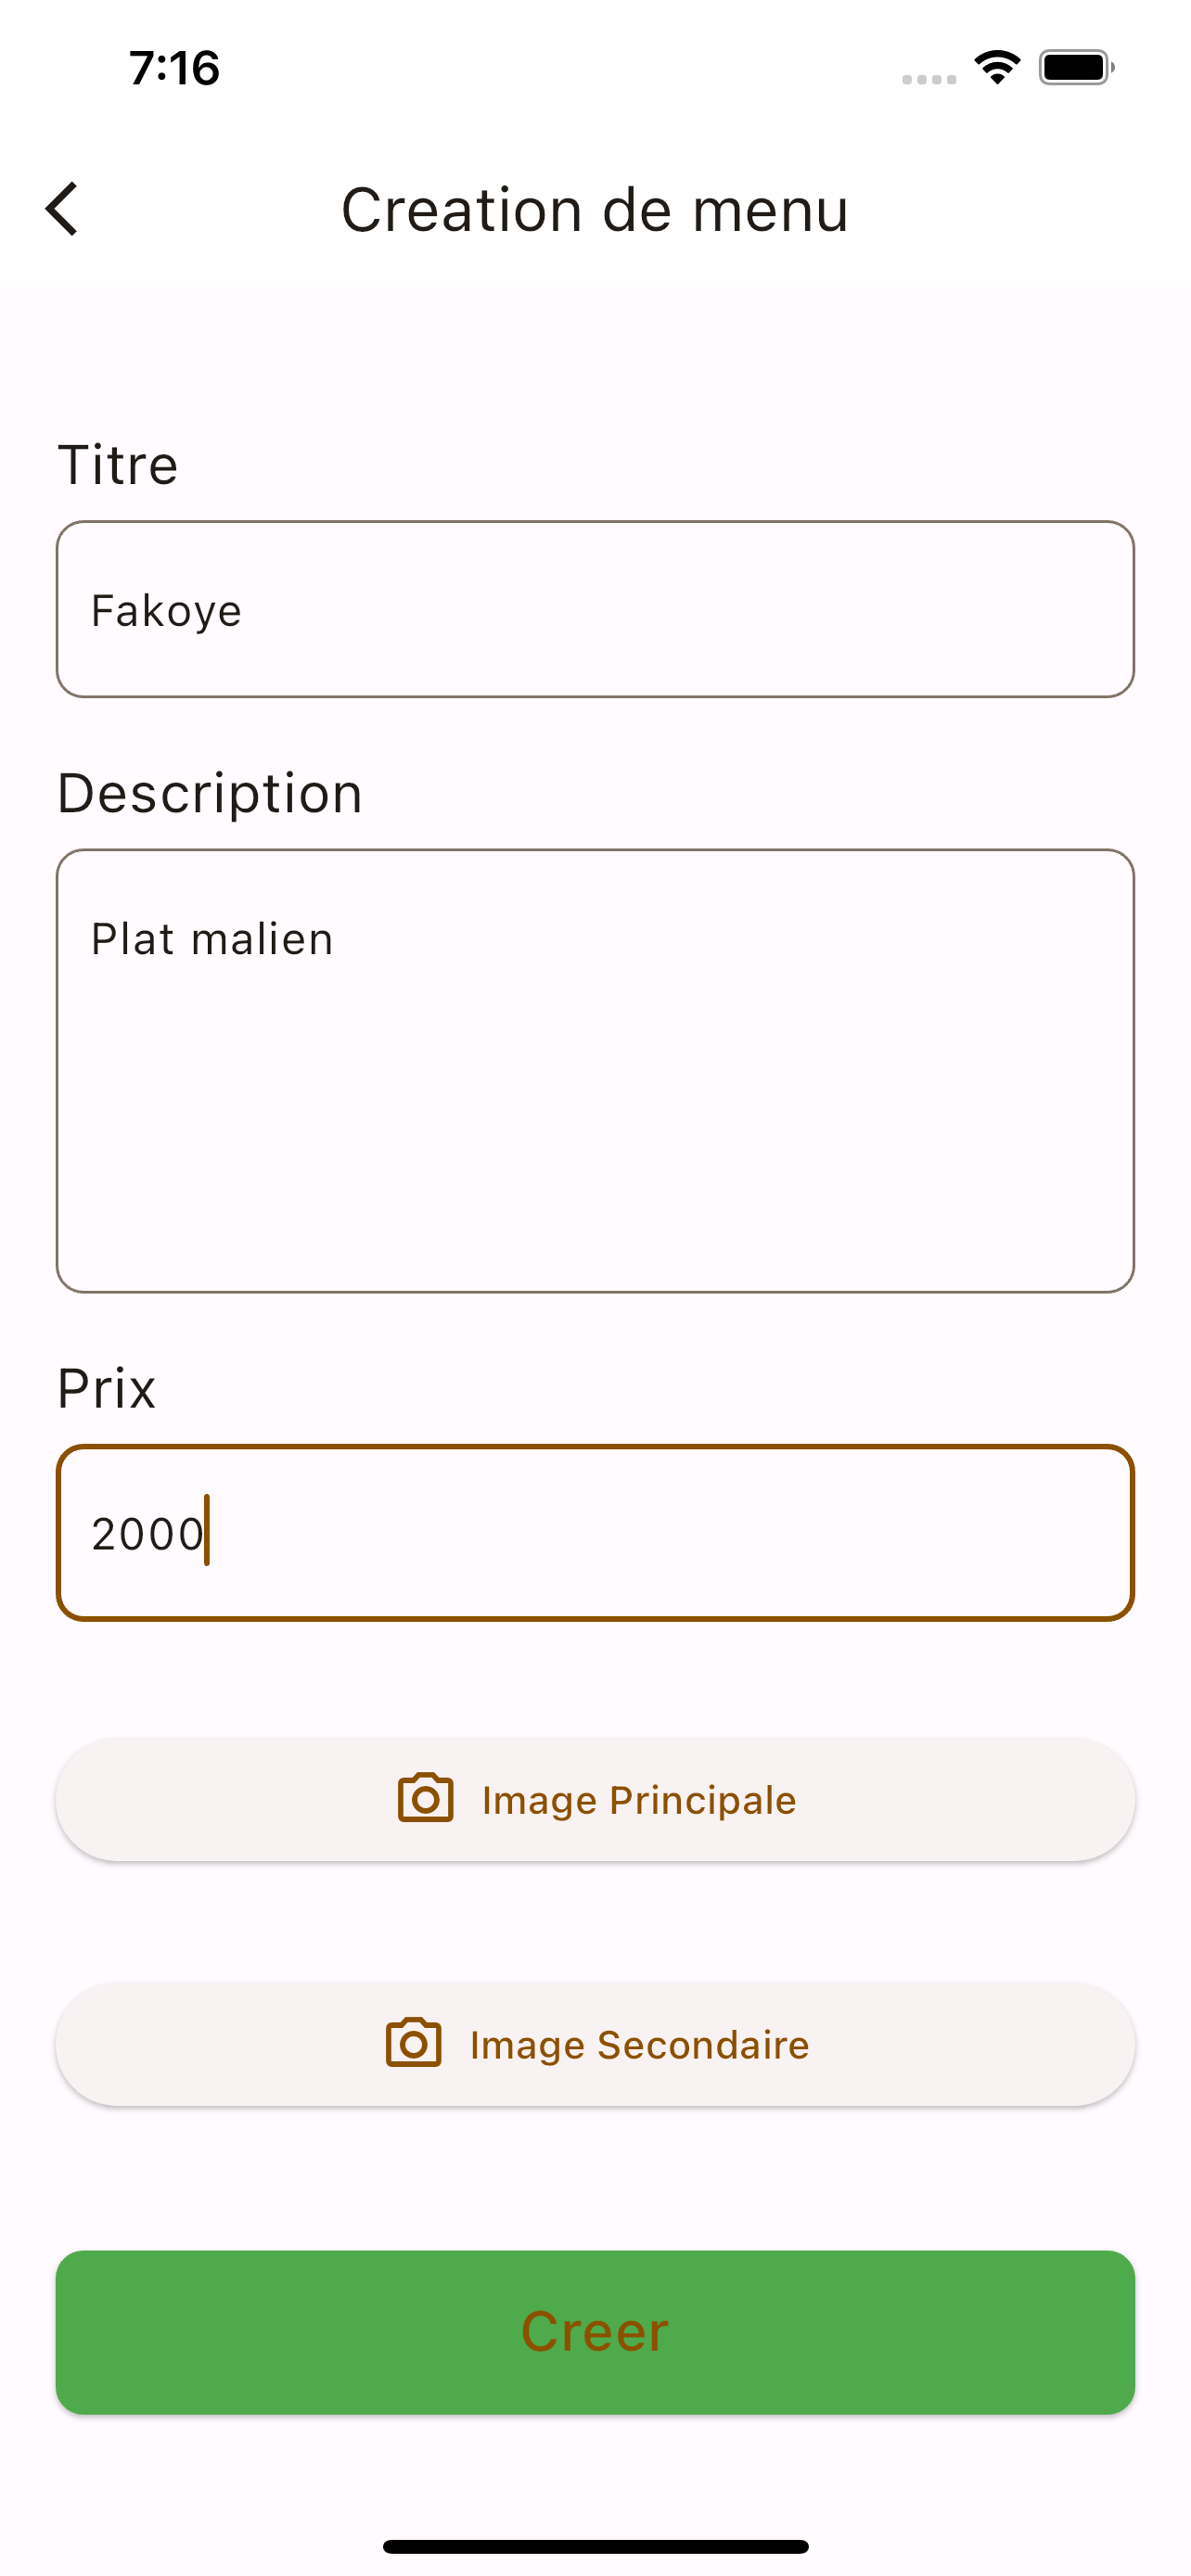 7:16
Creation de menu
Titre
Fakoye
Description
Plat malien
Prix
2000
Image Principale
Image Secondaire
Creer